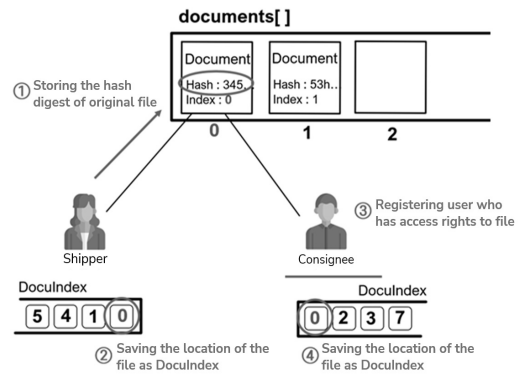 documents[ ]
Document
Hash : 345..
Index : 0
Document
Hash : 53h..
Index : 1
0
1
2
① Storing the hash
digest of original file
③ Registering user who
has access rights to file
Shipper
Consignee
DocuIndex
5 4 1 0
② Saving the location of the
file as DocuIndex
DocuIndex
0 2 3 7
④ Saving the location of the
file as DocuIndex